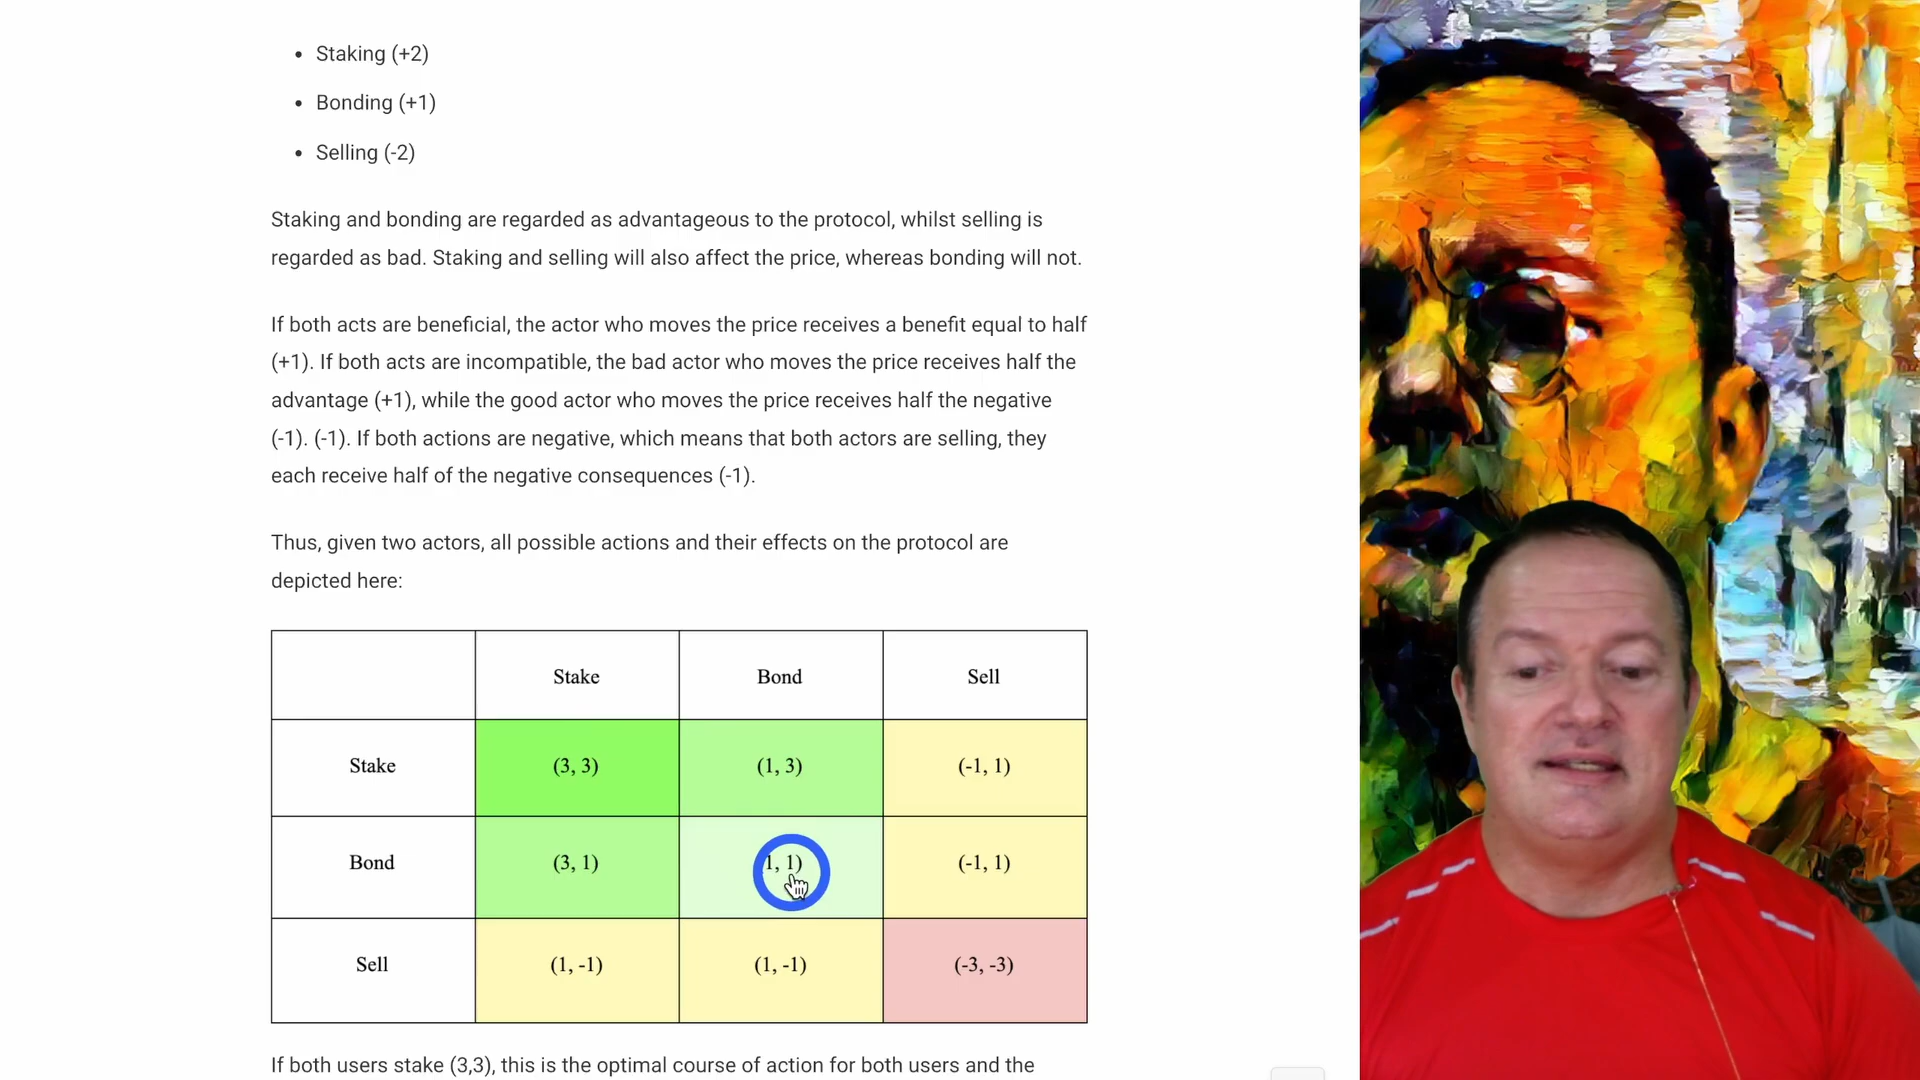 • Staking (+2)
• Bonding (+1)
• Selling (-2)
Staking and bonding are regarded as advantageous to the protocol, whilst selling is
regarded as bad. Staking and selling will also affect the price, whereas bonding will not.
If both acts are beneficial, the actor who moves the price receives a benefit equal to half
(+1). If both acts are incompatible, the bad actor who moves the price receives half the
advantage (+1), while the good actor who moves the price receives half the negative
(-1). (-1). If both actions are negative, which means that both actors are selling, they
each receive half of the negative consequences (-1).
Thus, given two actors, all possible actions and their effects on the protocol are
depicted here:
Stake Bond Sell
Stake (3, 3) (1, 3) (-1, 1)
Bond (3, 1) 1, 1) (-1, 1)
Sell (1, -1) (1, -1) (-3, -3)
If both users stake (3,3), this is the optimal course of action for both users and the